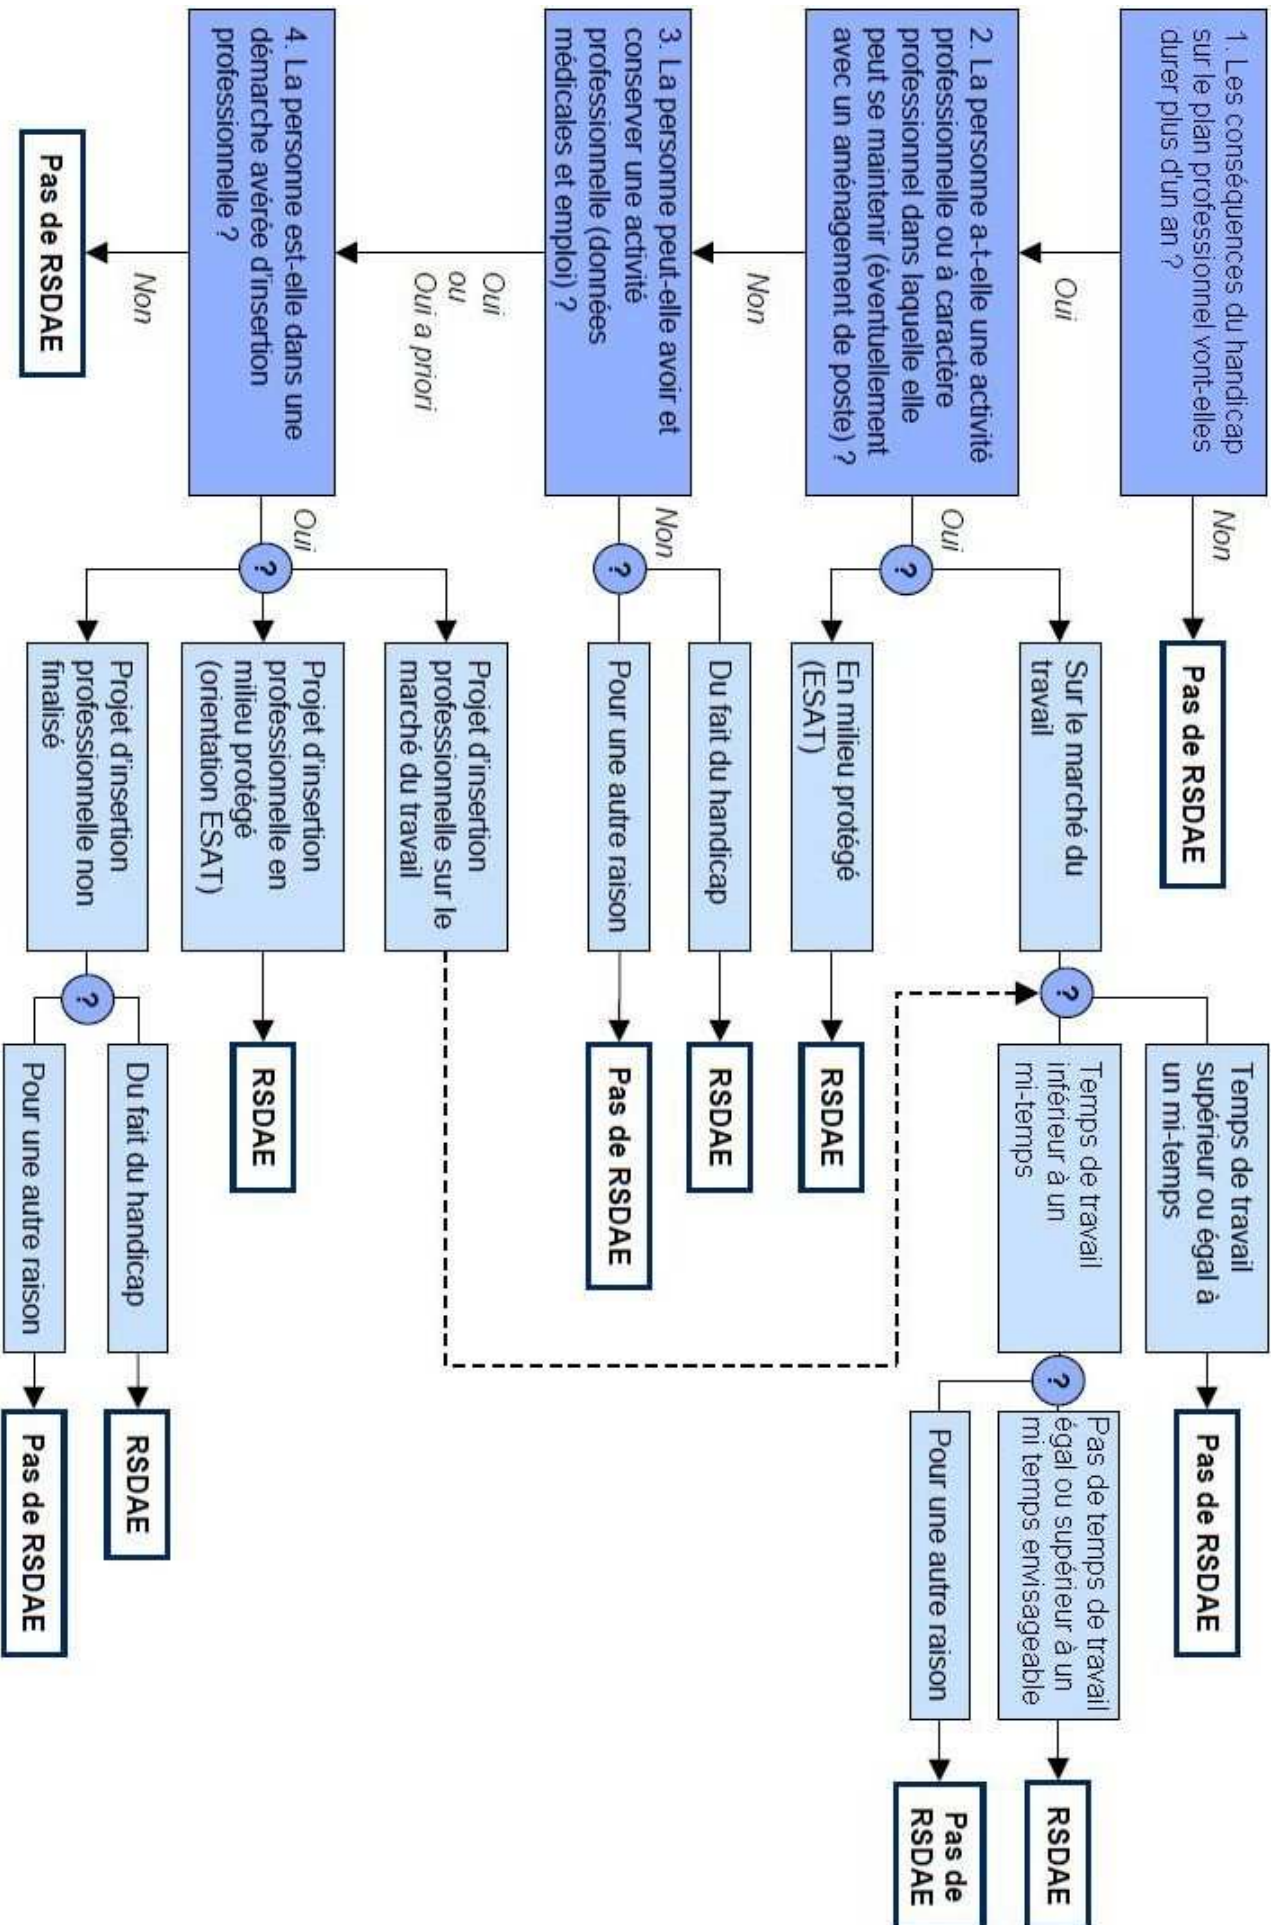 1. Les conséquences du handicap
sur le plan professionnel vont-elles
durer plus d'un an ?
Non
Pas de RSDAE
Oui
2. La personne a-t-elle une activité
professionnelle ou à caractère
professionnel dans laquelle elle
peut se maintenir (éventuellement
avec un aménagement de poste) ?
Oui
?
Sur le marché du
travail
?
Temps de travail
supérieur ou égal à
un mi-temps
Pas de RSDAE
Temps de travail
inférieur à un
mi-temps
?
Pas de temps de travail
égal ou supérieur à un
mi temps envisageable
RSDAE
Pour une autre raison
Pas de
RSDAE
En milieu protégé
(ESAT)
RSDAE
Non
3. La personne peut-elle avoir et
conserver une activité
professionnelle (données
médicales et emploi) ?
Non
?
Du fait du handicap
RSDAE
Pour une autre raison
Pas de RSDAE
Oui
ou
Oui a priori
4. La personne est-elle dans une
démarche avérée d'insertion
professionnelle ?
Oui
?
Projet d'insertion
professionnelle sur le
marché du travail
Projet d'insertion
professionnelle en
milieu protégé
(orientation ESAT)
RSDAE
Projet d'insertion
professionnelle non
finalisé
?
Du fait du handicap
RSDAE
Pour une autre raison
Pas de RSDAE
Non
Pas de RSDAE